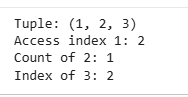 Tuple: (1, 2, 3)
Access index 1: 2
Count of 2: 1
Index of 3: 2